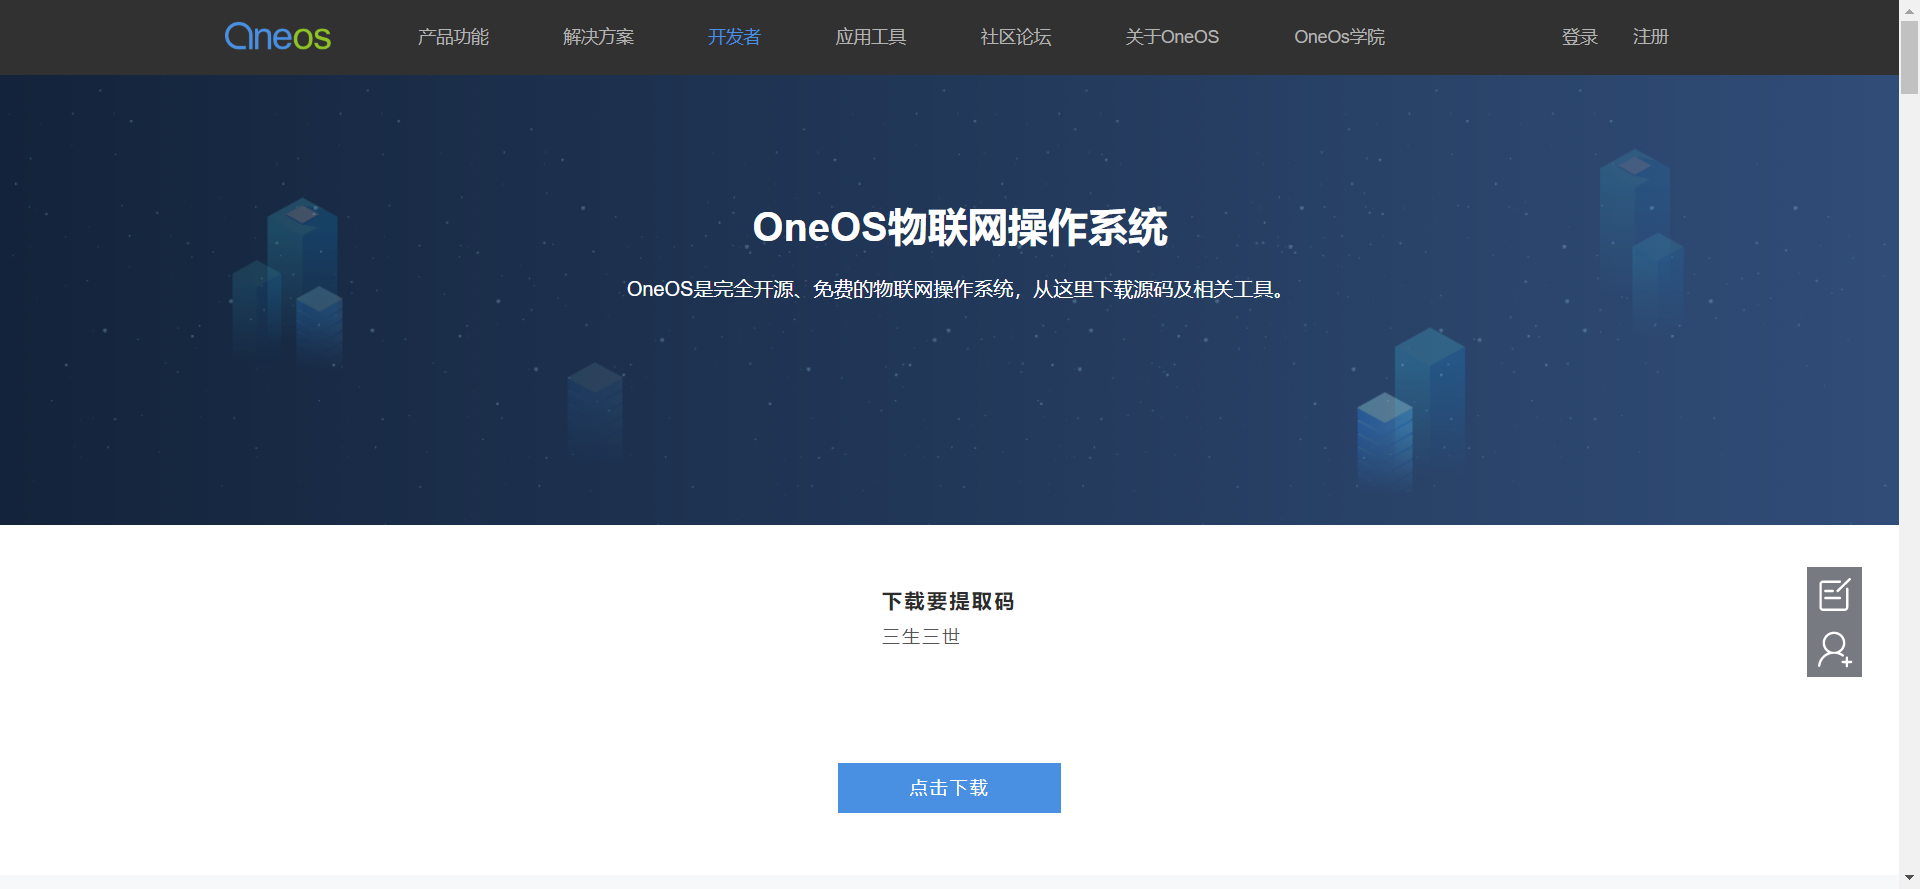 Oneos 产品功能 解决方案 开发者 应用工具 社区论坛 关于OneOS OneOs学院 登录 注册
OneOS物联网操作系统
OneOS是完全开源、免费的物联网操作系统，从这里下载源码及相关工具。
下载要提取码
三生三世
点击下载